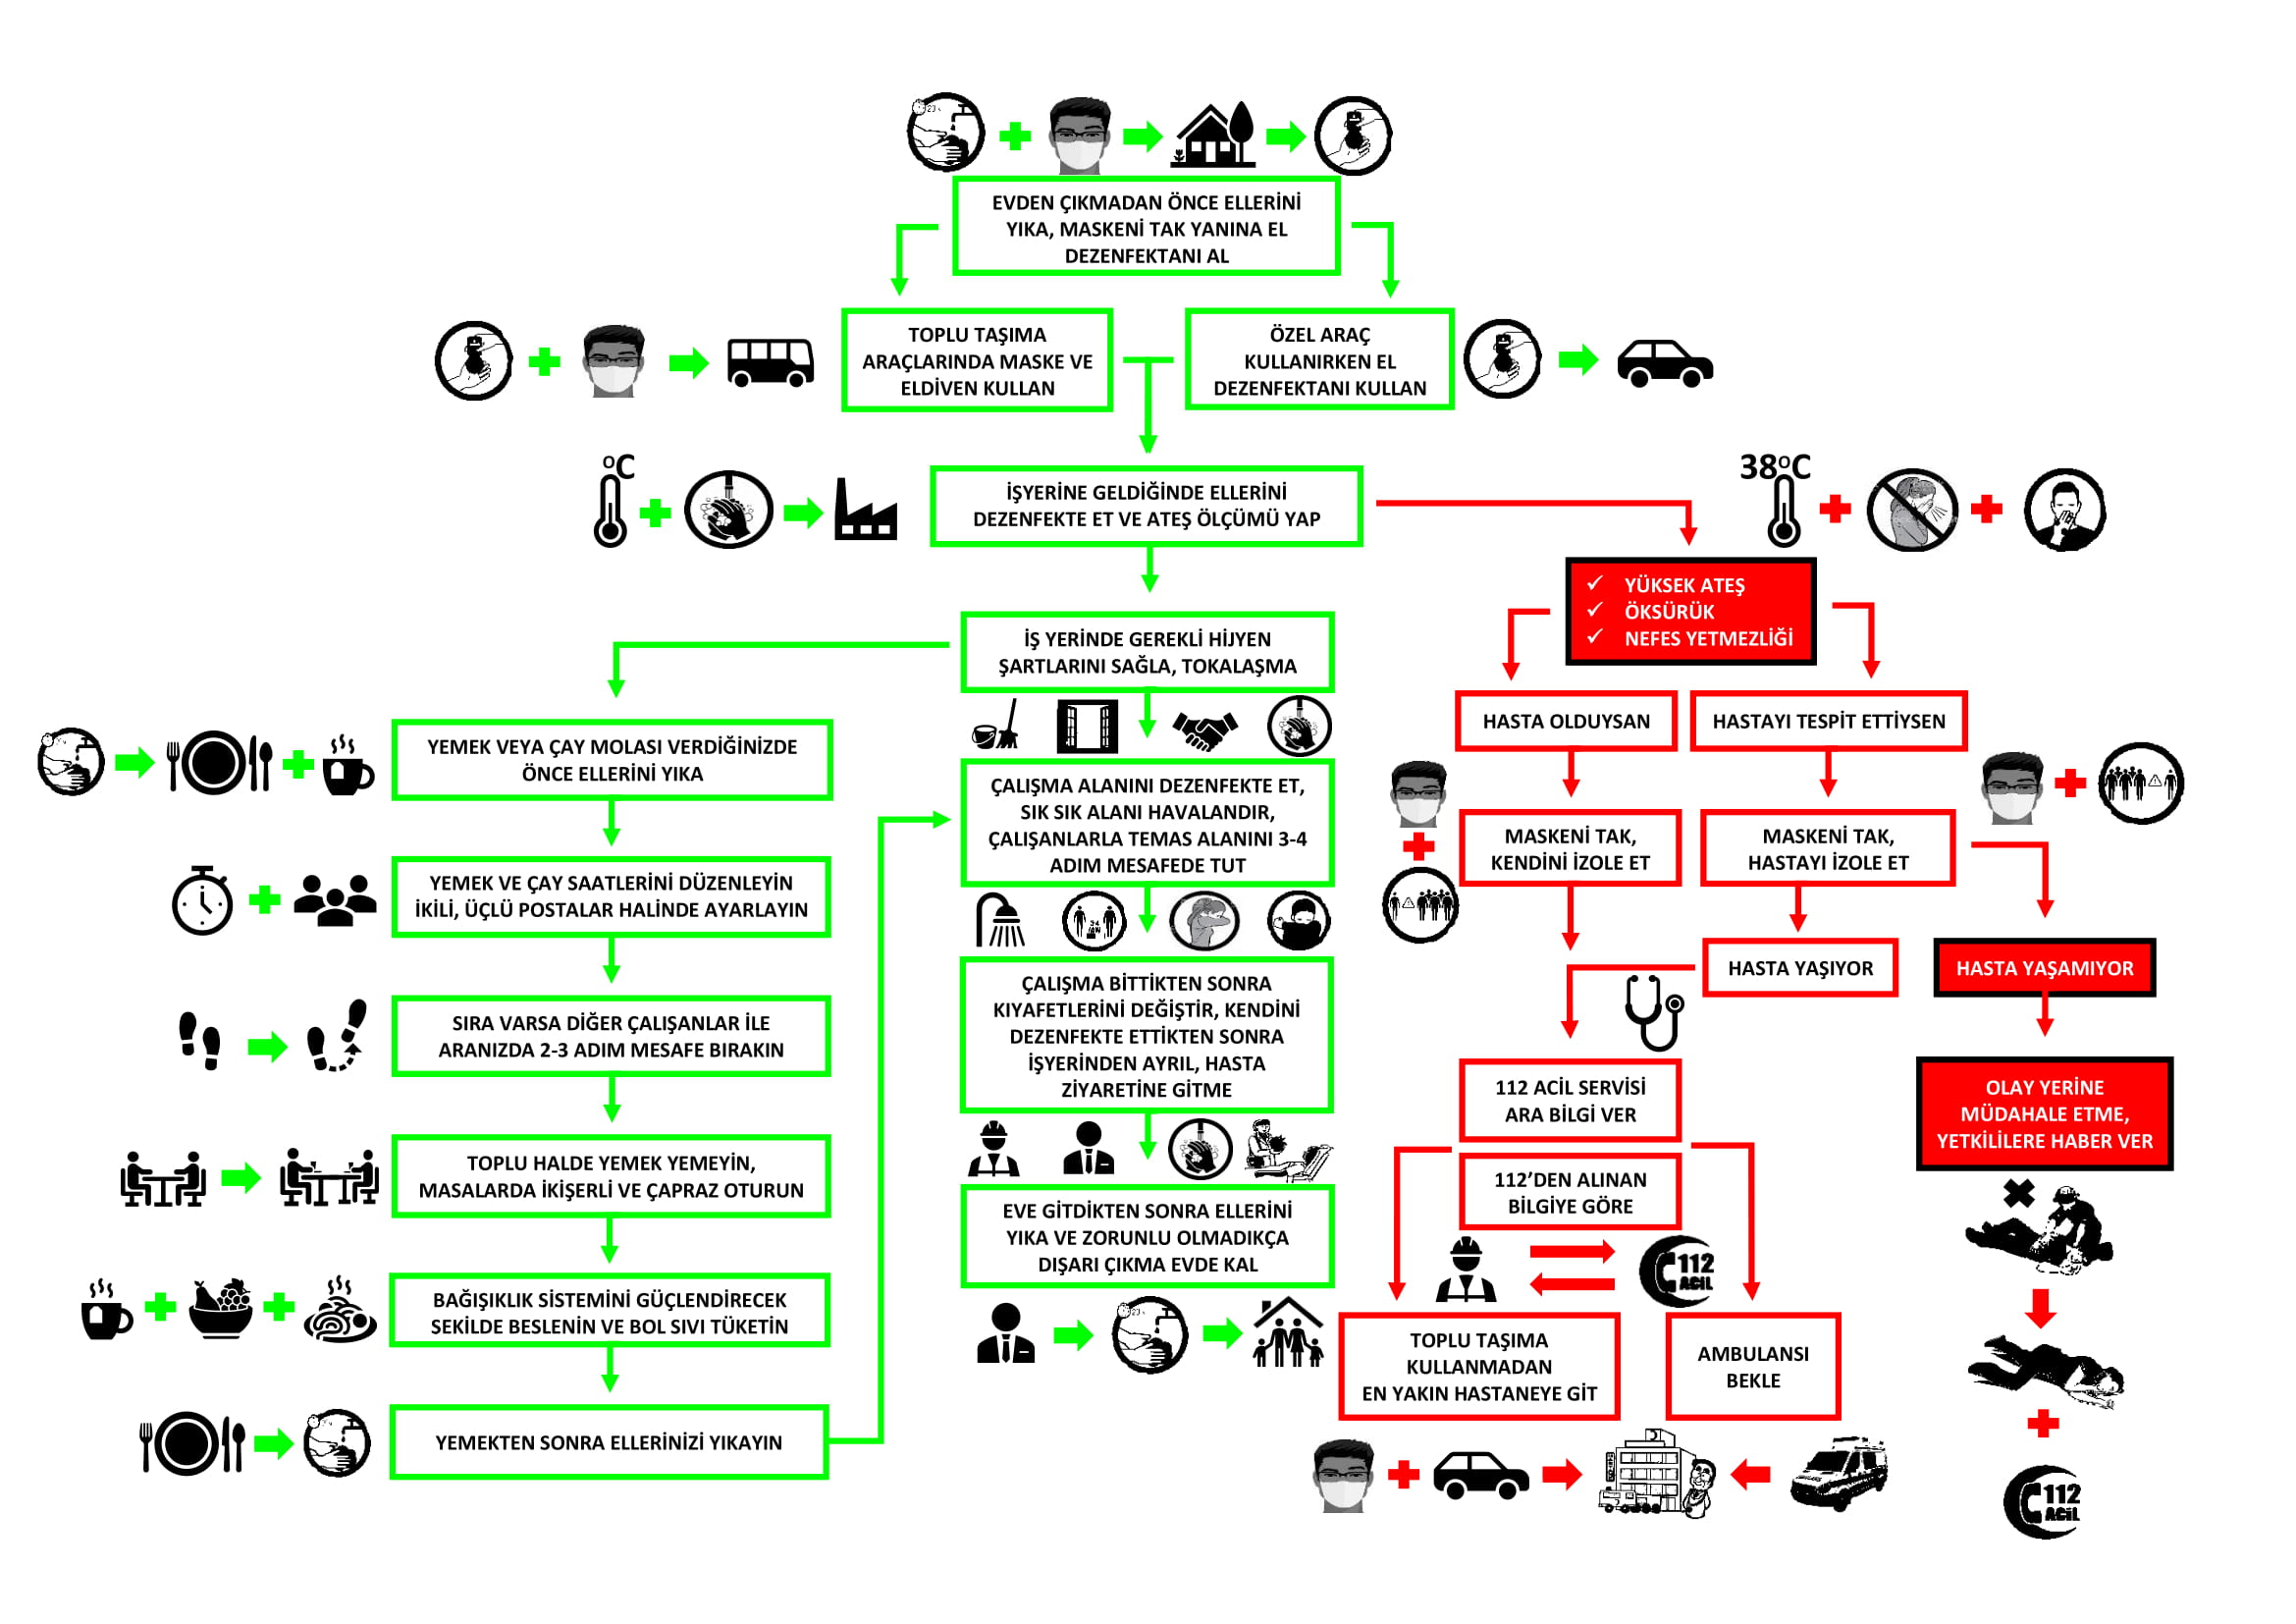 EVDEN ÇIKMADAN ÖNCE ELLERİNİ
YIKA, MASKENİ TAK YANINA EL
DEZENFEKTANI AL
TOPLU TAŞIMA
ARAÇLARINDA MASKE VE
ELDİVEN KULLAN
ÖZEL ARAÇ
KULLANIRKEN EL
DEZENFEKTANI KULLAN
ºC
İŞYERİNE GELDİĞİNDE ELLERİNİ
DEZENFEKTE ET VE ATEŞ ÖLÇÜMÜ YAP
38ºC
✓ YÜKSEK ATEŞ
✓ ÖKSÜRÜK
✓ NEFES YETMEZLİĞİ
İŞ YERİNDE GEREKLİ HİJYEN
ŞARTLARINI SAĞLA, TOKALAŞMA
YEMEK VEYA ÇAY MOLASI VERDİĞİNİZDE
ÖNCE ELLERİNİ YIKA
YEMEK VE ÇAY SAATLERİNİ DÜZENLEYİN
İKİLİ, ÜÇLÜ POSTALAR HALİNDE AYARLAYIN
SIRA VARSA DİĞER ÇALIŞANLAR İLE
ARANIZDA 2-3 ADIM MESAFE BIRAKIN
TOPLU HALDE YEMEK YEMEYİN,
MASALARDA İKİŞERLİ VE ÇAPRAZ OTURUN
BAĞIŞIKLIK SİSTEMİNİ GÜÇLENDİRECEK
ŞEKİLDE BESLENİN VE BOL SIVI TÜKETİN
YEMEKTEN SONRA ELLERİNİZİ YIKAYIN
ÇALIŞMA ALANINI DEZENFEKTE ET,
SIK SIK ALANI HAVALANDIR,
ÇALIŞANLARLA TEMAS ALANINI 3-4
ADIM MESAFEDE TUT
ÇALIŞMA BİTTİKTEN SONRA
KIYAFETLERİNİ DEĞİŞTİR, KENDİNİ
DEZENFEKTE ETTİKTEN SONRA
İŞYERİNDEN AYRIL, HASTA
ZİYARETİNE GİTME
EVE GİTDİKTEN SONRA ELLERİNİ
YIKA VE ZORUNLU OLMADIKÇA
DIŞARI ÇIKMA EVDE KAL
HASTA OLDUYSAN
HASTAYI TESPİT ETTİYSEN
MASKENİ TAK,
KENDİNİ İZOLE ET
MASKENİ TAK,
HASTAYI İZOLE ET
HASTA YAŞIYOR
HASTA YAŞAMIYOR
112 ACİL SERVİSİ
ARA BİLGİ VER
112'DEN ALINAN
BİLGİYE GÖRE
112
ACİL
TOPLU TAŞIMA
KULLANMADAN
EN YAKIN HASTANEYE GİT
AMBULANSI
BEKLE
OLAY YERİNE
MÜDAHALE ETME,
YETKİLİLERE HABER VER
112
ACİL